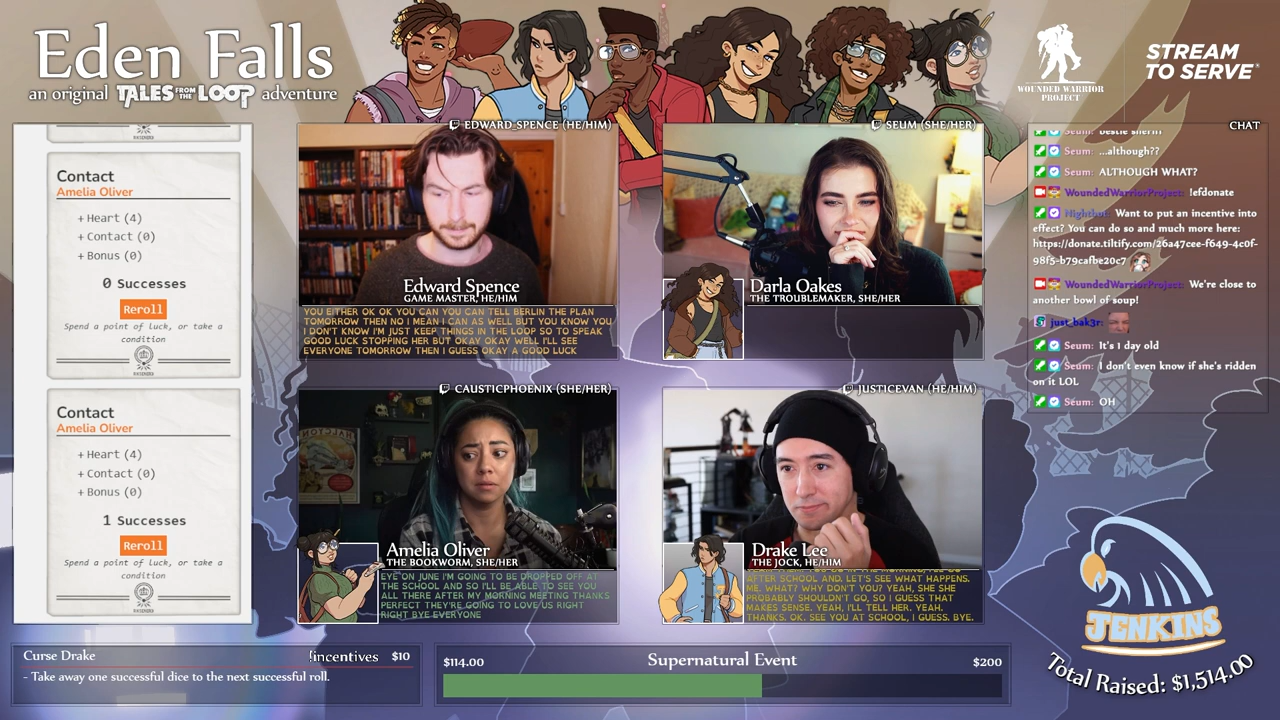 Eden Falls
an original TALES FROM THE LOOP adventure
WOUNDED WARRIOR
PROJECT
STREAM
TO SERVE
Contact
Amelia Oliver
+ Heart (4)
+ Contact (0)
+ Bonus (0)
0 Successes
Reroll
Spend a point of luck, or take a
condition
Contact
Amelia Oliver
+ Heart (4)
+ Contact (0)
+ Bonus (0)
1 Successes
Reroll
Spend a point of luck, or take a
condition
EDWARD_SPENCE (HE/HIM)
Edward Spence
GAME MASTER, HE/HIM
YOU EITHER OK OK YOU CAN YOU CAN TELL BERLIN THE PLAN
TOMORROW THEN NO I MEAN I CAN AS WELL BUT YOU KNOW YOU
I DON'T KNOW I'M JUST KEEP THINGS IN THE LOOP SO TO SPEAK
GOOD LUCK STOPPING HER BUT OKAY OKAY WELL I'LL SEE
EVERYONE TOMORROW THEN I GUESS OKAY A GOOD LUCK
SEUM (SHE/HER)
Darla Oakes
THE TROUBLEMAKER, SHE/HER
CAUSTICPHOENIX (SHE/HER)
Amelia Oliver
THE BOOKWORM, SHE/HER
EYE ON JUNE I'M GOING TO BE DROPPED OFF AT
THE SCHOOL AND SO I'LL BE ABLE TO SEE YOU
ALL THERE AFTER MY MORNING MEETING THANKS
PERFECT THEY'RE GOING TO LOVE US RIGHT
RIGHT BYE EVERYONE
JUSTICEVAN (HE/HIM)
Drake Lee
THE JOCK, HE/HIM
AFTER SCHOOL AND. LET'S SEE WHAT HAPPENS.
ME. WHAT? WHY DON'T YOU? YEAH, SHE SHE
PROBABLY SHOULDN'T GO, SO I GUESS THAT
MAKES SENSE. YEAH, I'LL TELL HER. YEAH.
THANKS. OK. SEE YOU AT SCHOOL, I GUESS. BYE.
CHAT
Seum: bestie sheriff
Seum: ...although??
Seum: ALTHOUGH WHAT?
WoundedWarriorProject: !efdonate
Want to put an incentive into
effect? You can do so and much more here:
https://donate.tiltify.com/26a47cee-f649-4c0f-
98f5-b79cafbe20c7
WoundedWarriorProject: We're close to
another bowl of soup!
just_bak3r:
Seum: It's 1 day old
Seum: I don't even know if she's ridden
on it LOL
Seum: OH
JENKINS
Total Raised: $1,514.00
Curse Drake
!incentives $10
- Take away one successful dice to the next successful roll.
$114.00
Supernatural Event
$200